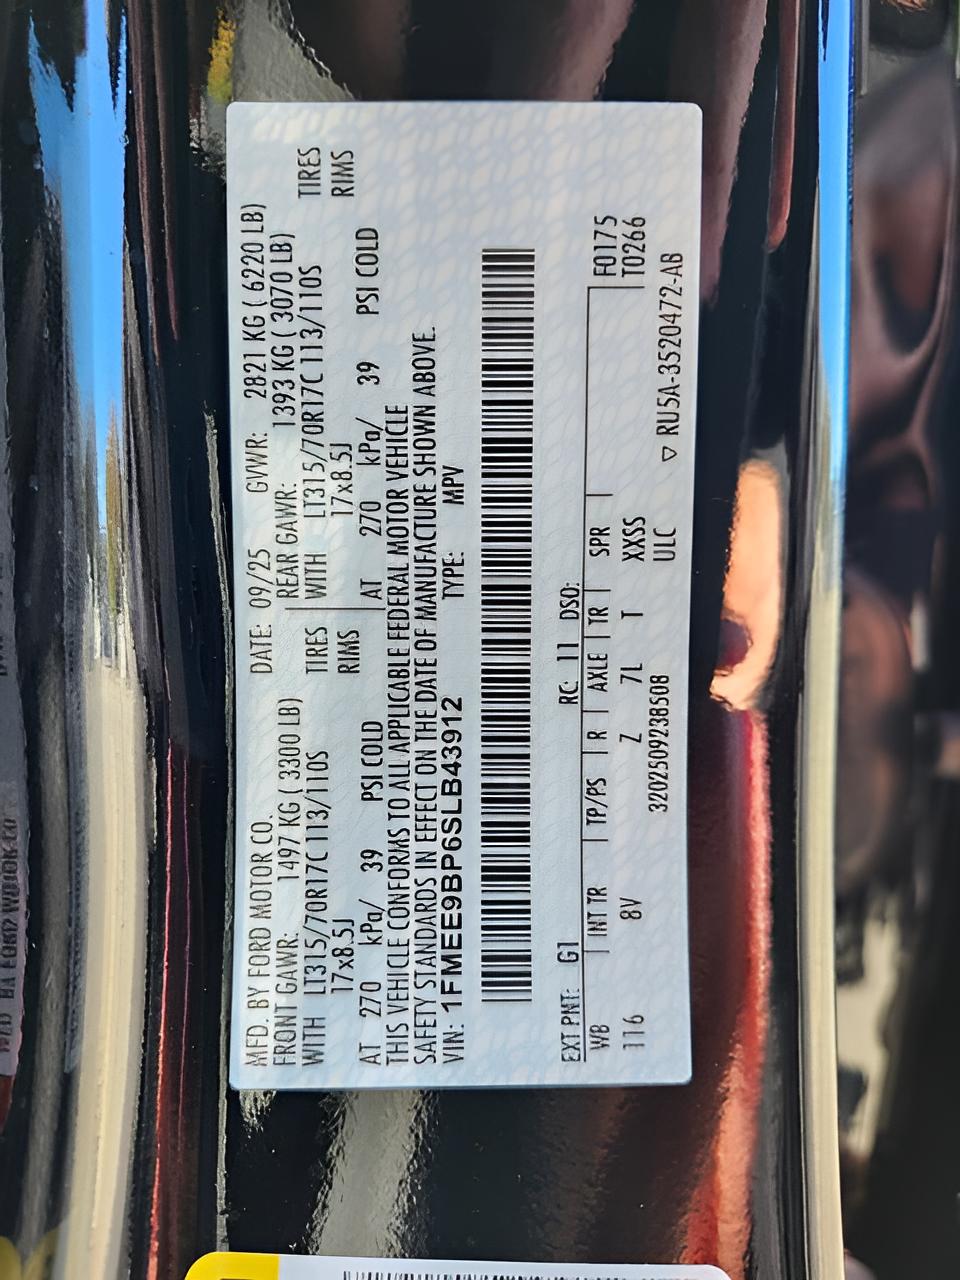 MFD. BY FORD MOTOR CO. DATE: 09/25 GVWR: 2821 KG ( 6220 LB)
FRONT GAWR: 1497 KG ( 3300 LB) REAR GAWR: 1393 KG ( 3070 LB)
WITH LT315/70R17C 113/110S TIRES WITH LT315/70R17C 113/110S TIRES
17x8.5J RIMS 17x8.5J RIMS
AT 270 kPa/ 39 PSI COLD AT 270 kPa/ 39 PSI COLD
THIS VEHICLE CONFORMS TO ALL APPLICABLE FEDERAL MOTOR VEHICLE
SAFETY STANDARDS IN EFFECT ON THE DATE OF MANUFACTURE SHOWN ABOVE.
VIN: 1FMEE9BP6SLB43912 TYPE: MPV
EXT PNT: G1 RC: 11 DSO:
WB INT TR TP/PS R AXLE TR SPR F0175
116 8V Z 7L T XXSS T0266
3202509238508 ULC ▽ RU5A-3520472-AB